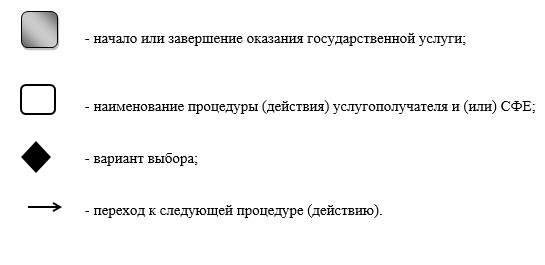 - начало или завершение оказания государственной услуги;
- наименование процедуры (действия) услугополучателя и (или) СФЕ;
- вариант выбора;
- переход к следующей процедуре (действию).